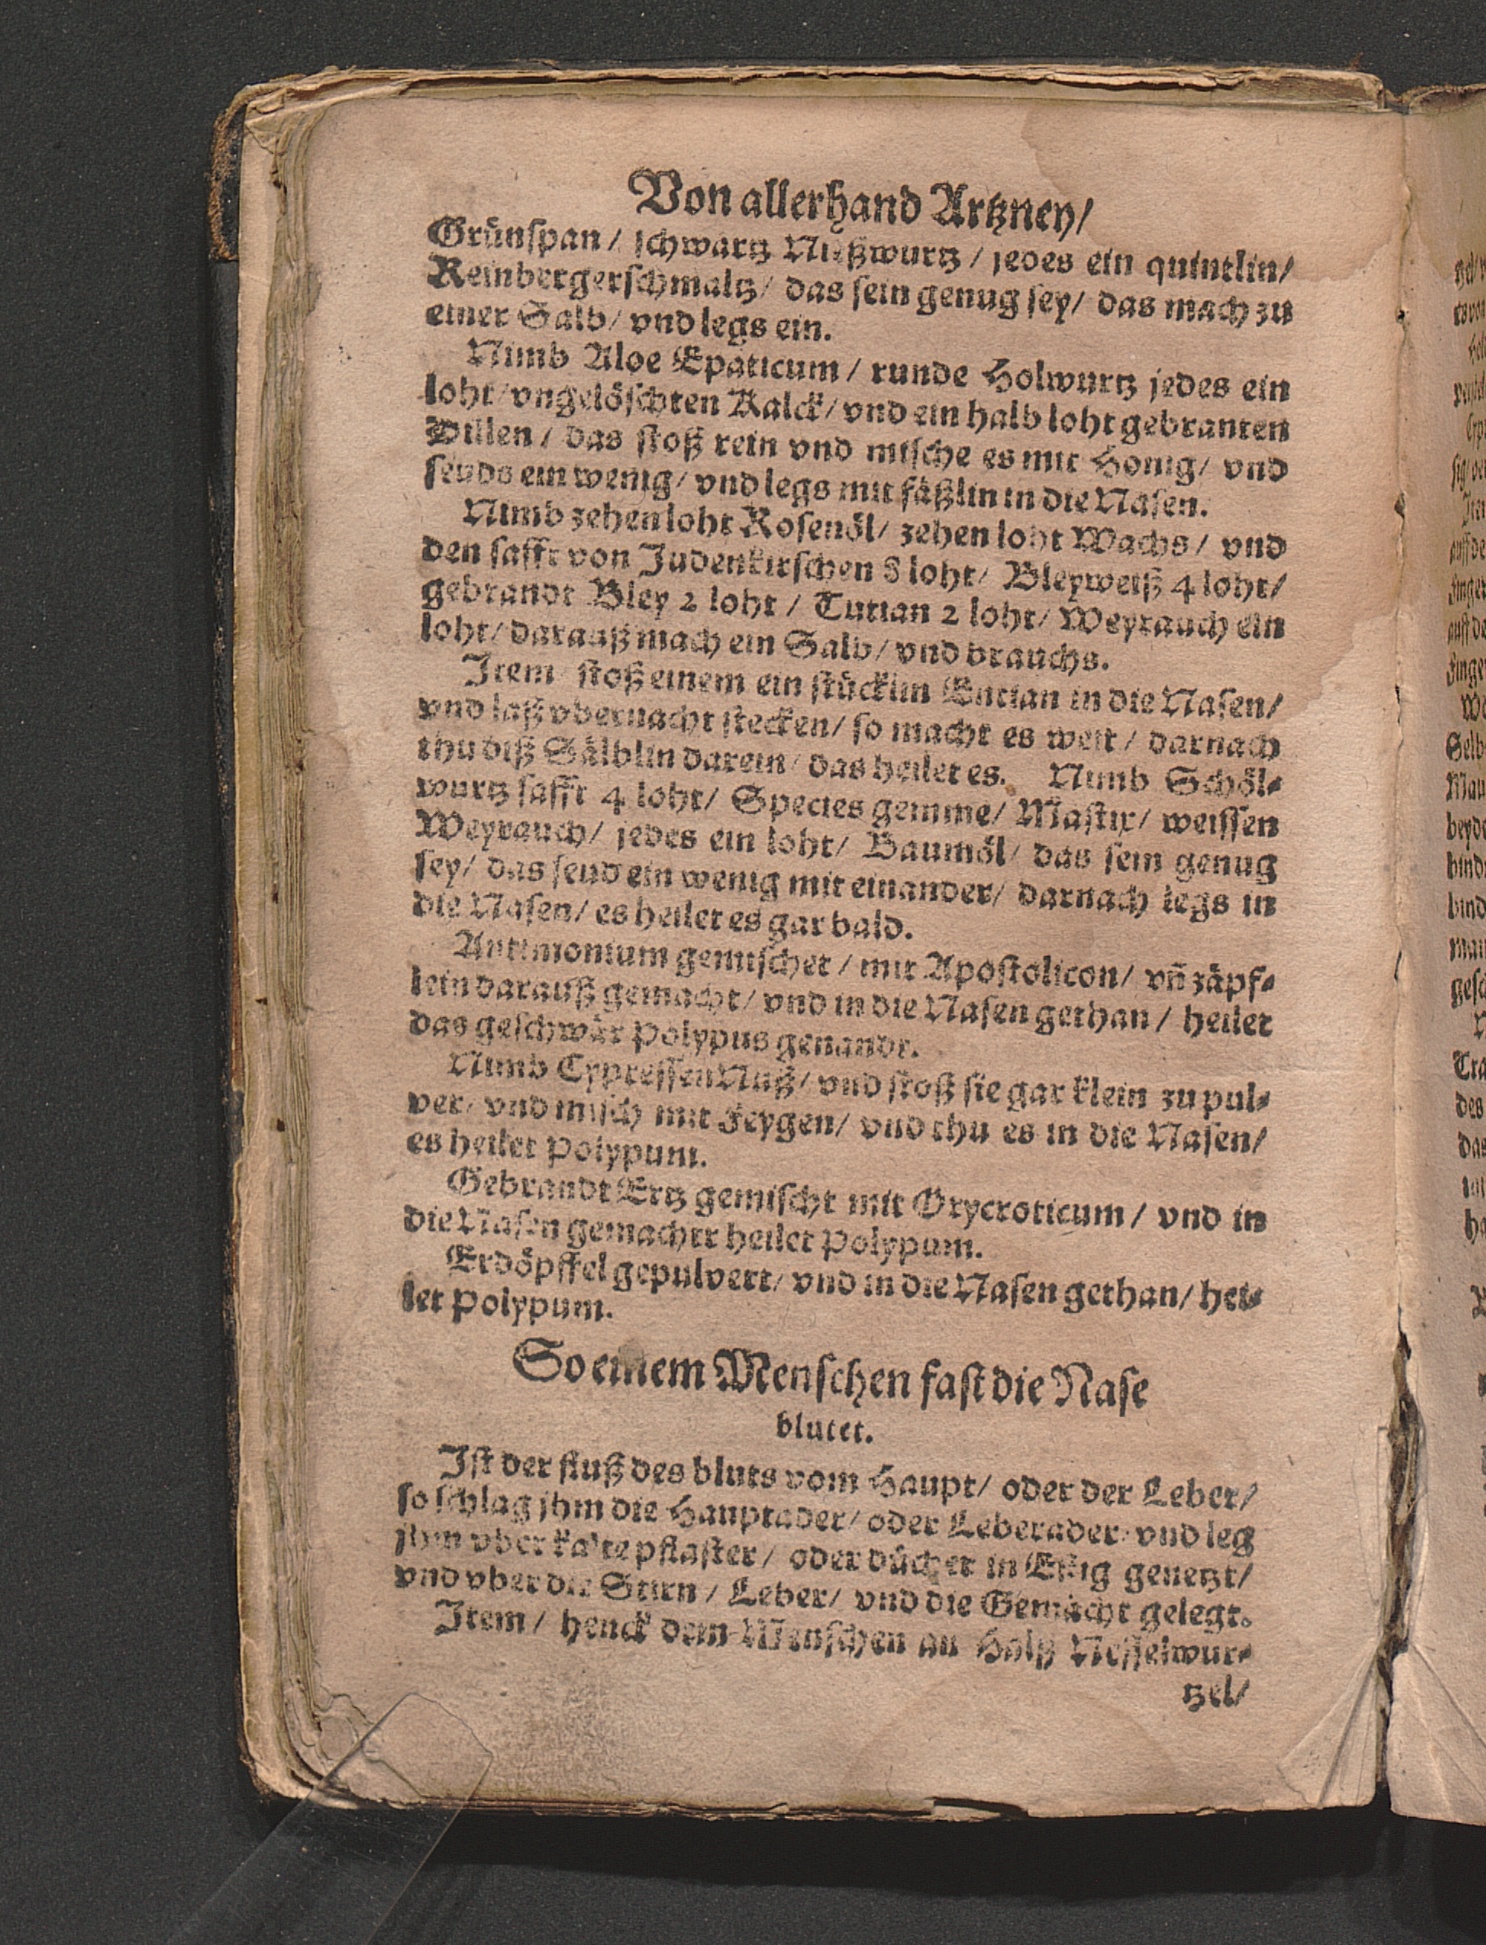 Von allerhand Artzney/
Grünspan/ schwartz Nießwurtz/ jedes ein quintlin/
Reinbergerschmaltz/ das sein genug sey/ das mach zu
einer Salb/ vnd legs ein.
Nimb Aloe Epaticum/ runde Holwurtz jedes ein
loht/ vngelöschten Kalck/ vnd ein halb loht gebranten
Pillen/ das stoß rein vnd mische es mit Honig/ vnd
seuds ein wenig/ vnd legs mit fäßlin in die Nasen.
Nimb zehen loht Rosenöl/ zehen loht Wachs/ vnd
den safft von Judenkirschen 8 loht/ Bleyweiß 4 loht/
gebrandt Bley 2 loht/ Tutian 2 loht/ Weyrauch ein
loht/ darauß mach ein Salb/ vnd brauchs.
Item stoß einem ein stücklin Entian in die Nasen/
vnd laß vbernacht stecken/ so macht es weit/ darnach
thu diß Sälblin darein/ das heilet es. Nimb Schöl-
wurtz safft 4 loht/ Species gemme/ Mastix/ weissen
Weyrauch/ jedes ein loht/ Baumöl/ das sein genug
sey/ das seud ein wenig mit einander/ darnach legs in
die Nasen/ es heilet es gar bald.
Antimonium gemischet/ mit Apostolicon/ vñ zäpf-
lein darauß gemacht/ vnd in die Nasen gethan/ heilet
das geschwär Polypus genandt.
Nimb Cypressen Nuß/ vnd stoß sie gar klein zu pul-
ver/ vnd misch mit Feygen/ vnd thu es in die Nasen/
es heilet Polypum.
Gebrandt Ertz gemischt mit Oxycroticum/ vnd in
die Nasen gemachet heilet Polypum.
Erdöpffel gepulvert/ vnd in die Nasen gethan/ hei-
let Polypum.
So einem Menschen fast die Nase
blutet.
Ist der fluß des bluts vom Haupt/ oder der Leber/
so schlag jhm die Hauptader/ oder Leberader/ vnd leg
jhm vber kalte pflaster/ oder dücher in Essig genetzt/
vnd vber die Stirn/ Leber/ vnd die Gemächt gelegt.
Item/ henck dem Menschen an Halß Nesselwur-
tzel/